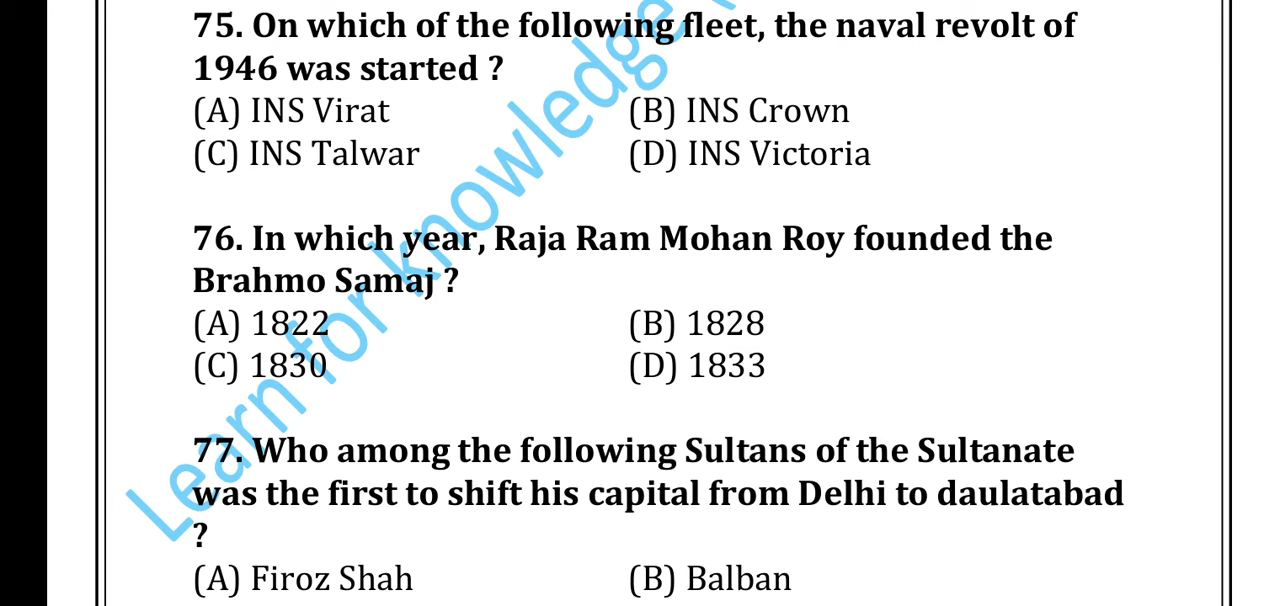 75. On which of the following fleet, the naval revolt of
1946 was started ?
(A) INS Virat (B) INS Crown
(C) INS Talwar (D) INS Victoria
76. In which year, Raja Ram Mohan Roy founded the
Brahmo Samaj ?
(A) 1822 (B) 1828
(C) 1830 (D) 1833
77. Who among the following Sultans of the Sultanate
was the first to shift his capital from Delhi to daulatabad
?
(A) Firoz Shah (B) Balban
Learn for knowledge